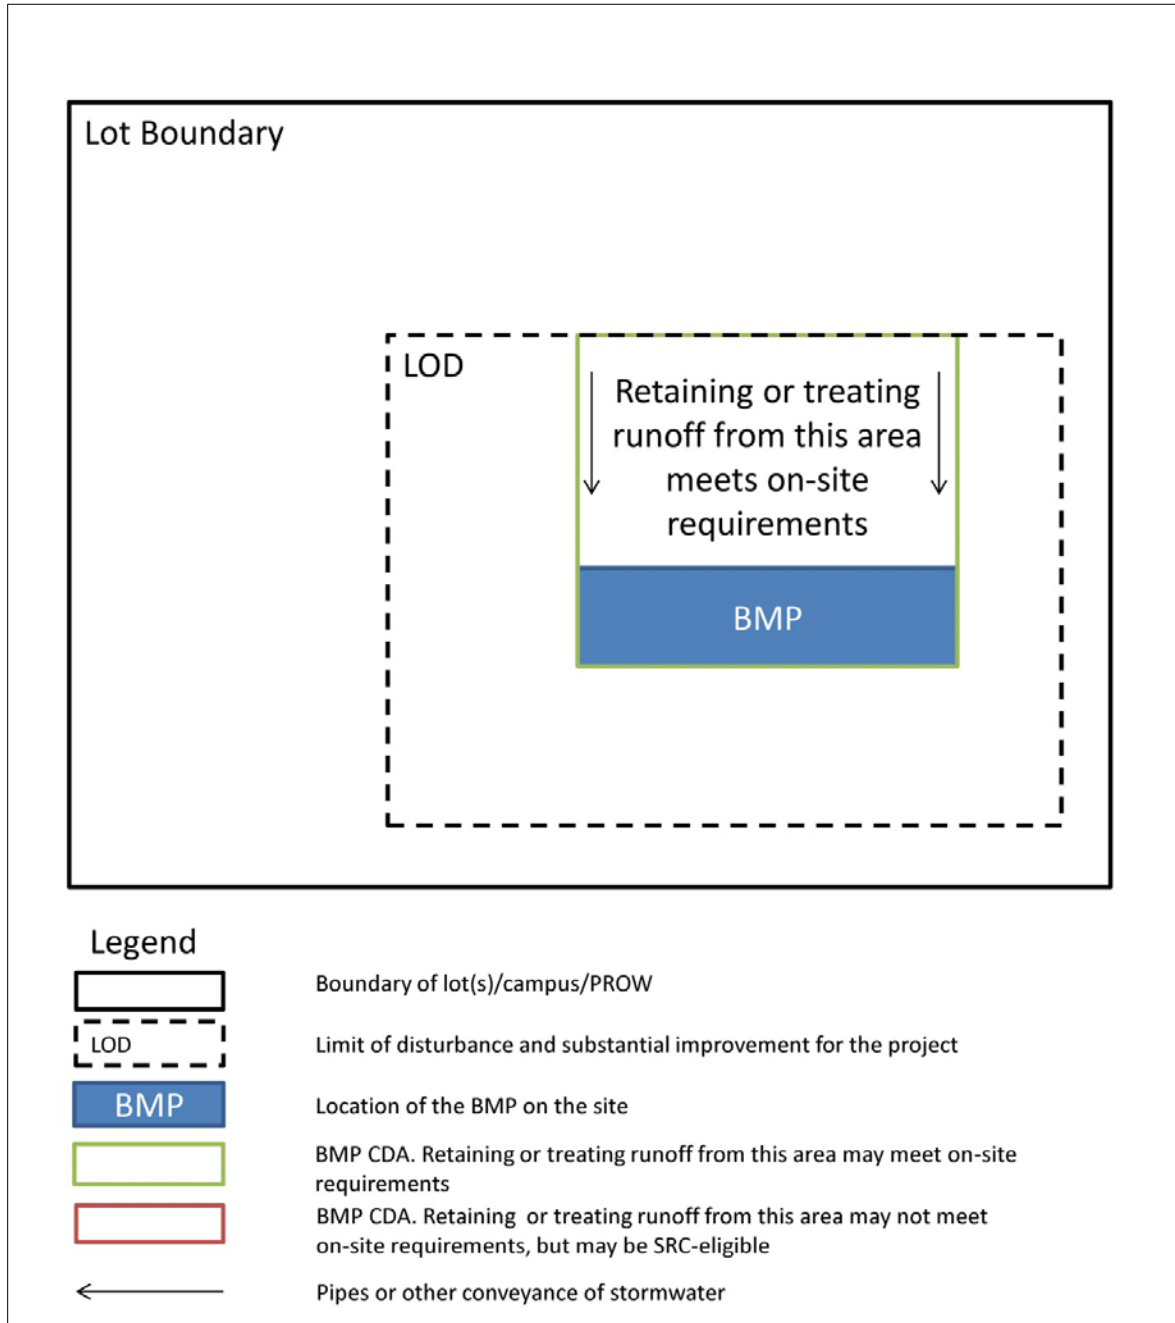 Lot Boundary
LOD
Retaining or treating
runoff from this area
meets on-site
requirements
BMP
Legend
Boundary of lot(s)/campus/PROW
LOD
Limit of disturbance and substantial improvement for the project
BMP
Location of the BMP on the site
BMP CDA. Retaining or treating runoff from this area may meet on-site
requirements
BMP CDA. Retaining or treating runoff from this area may not meet
on-site requirements, but may be SRC-eligible
Pipes or other conveyance of stormwater